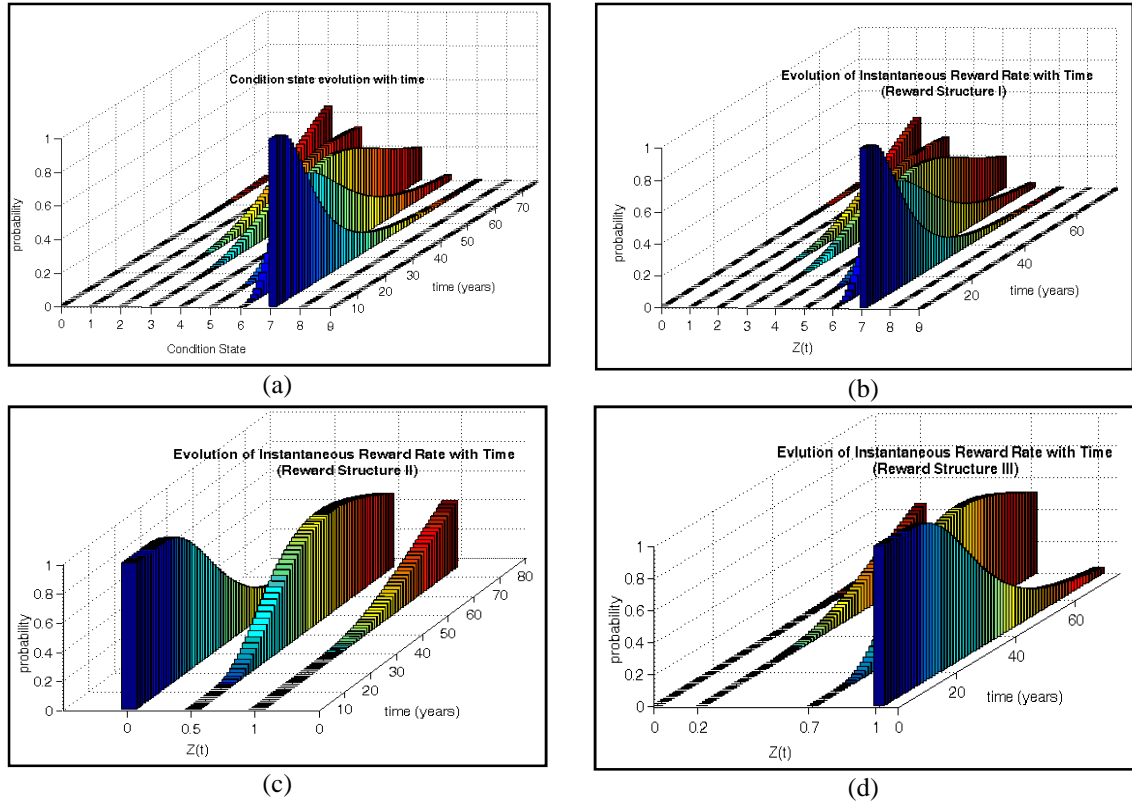 Condition state evolution with time
1
0.8
0.6
0.4
0.2
0
probability
0 1 2 3 4 5 6 7 8 9
Condition State
10 20 30 40 50 60 70
time (years)
(a)
Evolution of Instantaneous Reward Rate with Time
(Reward Structure I)
1
0.8
0.6
0.4
0.2
0
probability
0 1 2 3 4 5 6 7 8 9
Z(t)
20 40 60
time (years)
(b)
Evolution of Instantaneous Reward Rate with Time
(Reward Structure II)
1
0.8
0.6
0.4
0.2
0
probability
0 0.5 1 0
Z(t)
10 20 30 40 50 60 70 80
time (years)
(c)
Evlution of Instantaneous Reward Rate with Time
(Reward Structure III)
1
0.8
0.6
0.4
0.2
0
probability
0 0.2 0.7 1 0
Z(t)
20 40 60
time (years)
(d)